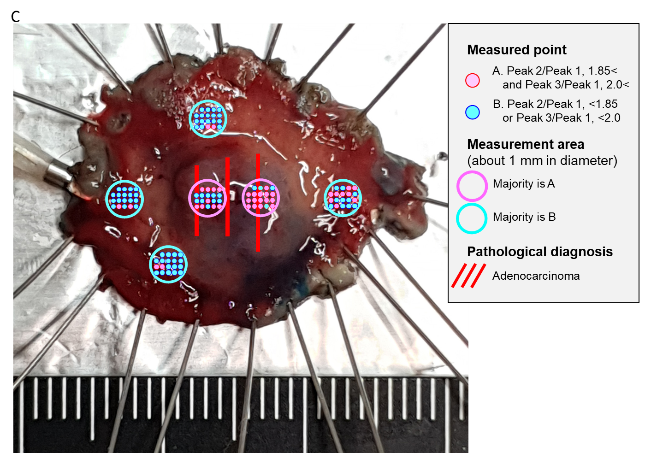 C
Measured point
A. Peak 2/Peak 1, 1.85<
and Peak 3/Peak 1, 2.0<
B. Peak 2/Peak 1, <1.85
or Peak 3/Peak 1, <2.0
Measurement area
(about 1 mm in diameter)
Majority is A
Majority is B
Pathological diagnosis
Adenocarcinoma